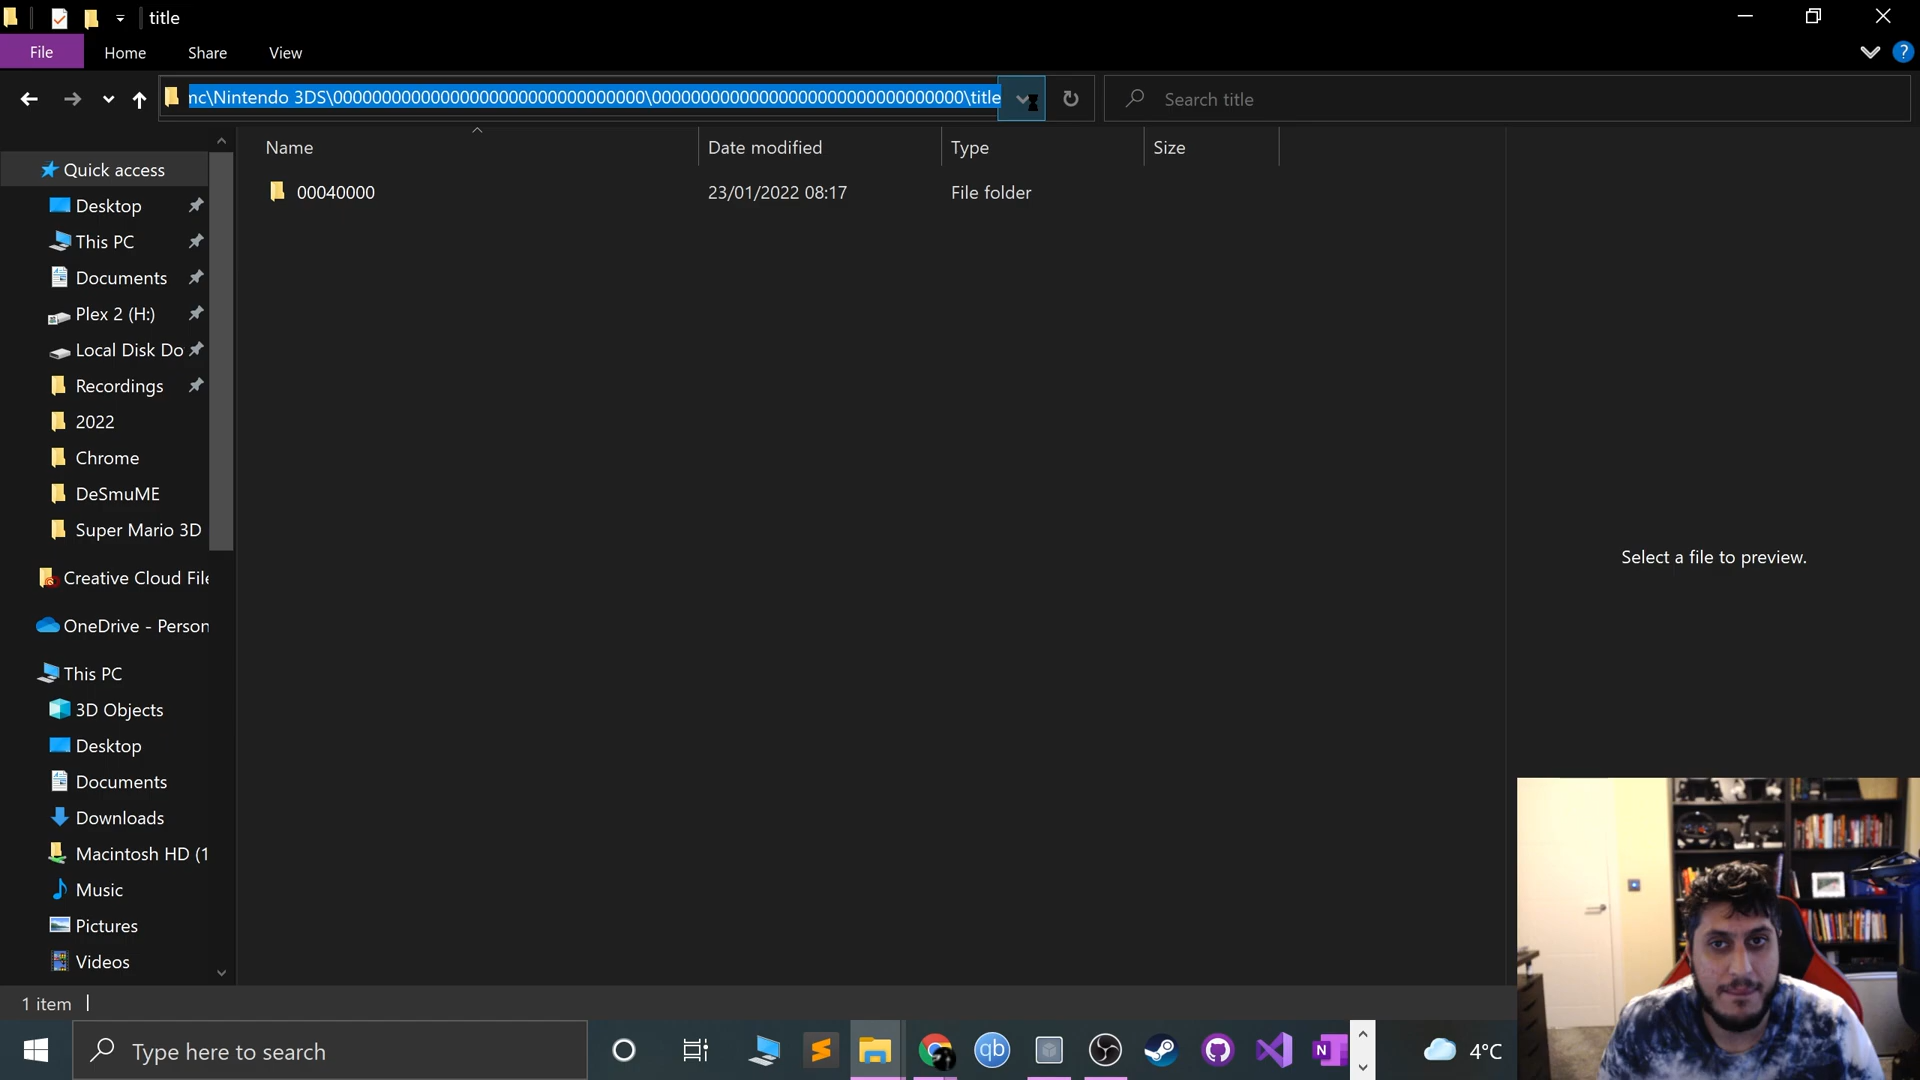 title
File
Home
Share
View
nc\Nintendo 3DS\00000000000000000000000000000000\00000000000000000000000000000000\title
Search title
Name
Date modified
Type
Size
00040000
23/01/2022 08:17
File folder
Quick access
Desktop
This PC
Documents
Plex 2 (H:)
Local Disk Do
Recordings
2022
Chrome
DeSmuME
Super Mario 3D
Creative Cloud File
OneDrive - Person
This PC
3D Objects
Desktop
Documents
Downloads
Macintosh HD (1
Music
Pictures
Videos
Select a file to preview.
1 item
Type here to search
qb
N
4°C